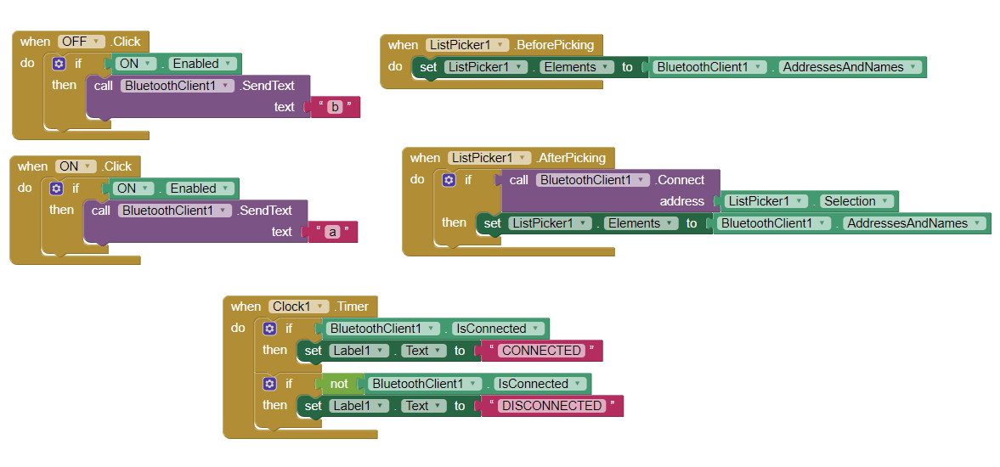 when OFF .Click
do if ON . Enabled
then call BluetoothClient1 .SendText
text " b "
when ListPicker1 .BeforePicking
do set ListPicker1 . Elements to BluetoothClient1 . AddressesAndNames
when ON .Click
do if ON . Enabled
then call BluetoothClient1 .SendText
text " a "
when ListPicker1 .AfterPicking
do if call BluetoothClient1 .Connect
address ListPicker1 . Selection
then set ListPicker1 . Elements to BluetoothClient1 . AddressesAndNames
when Clock1 .Timer
do if BluetoothClient1 . IsConnected
then set Label1 . Text to " CONNECTED "
if not BluetoothClient1 . IsConnected
then set Label1 . Text to " DISCONNECTED "